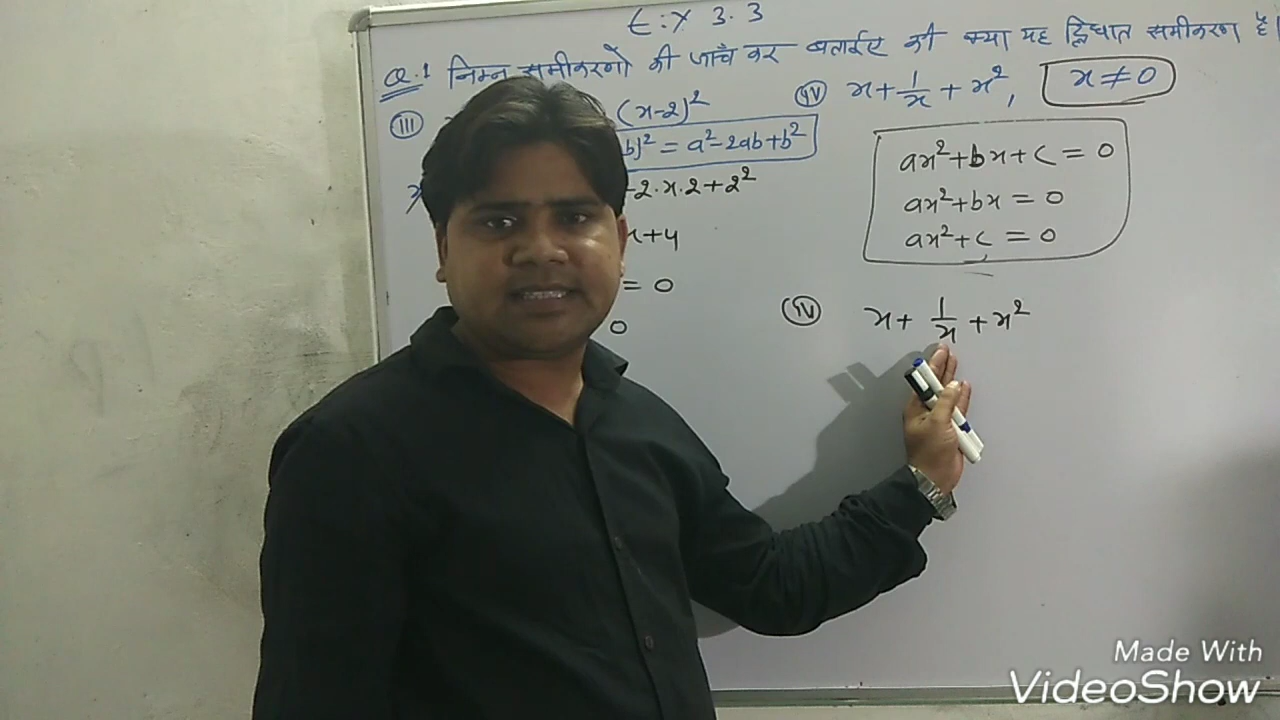 Ex 3.3
Q.1 निम्न समीकरणों की जाँच कर बताईए की क्या यह द्विघात समीकरण है।
(III) (x-2)²
b)² = a²-2ab+b²
-2·x·2+2²
x+4
= 0
0
(iv) x+1/x+x², x≠0
ax²+bx+c = 0
ax²+bx = 0
ax²+c = 0
(iv) x+1/x+x²
Made With
VideoShow